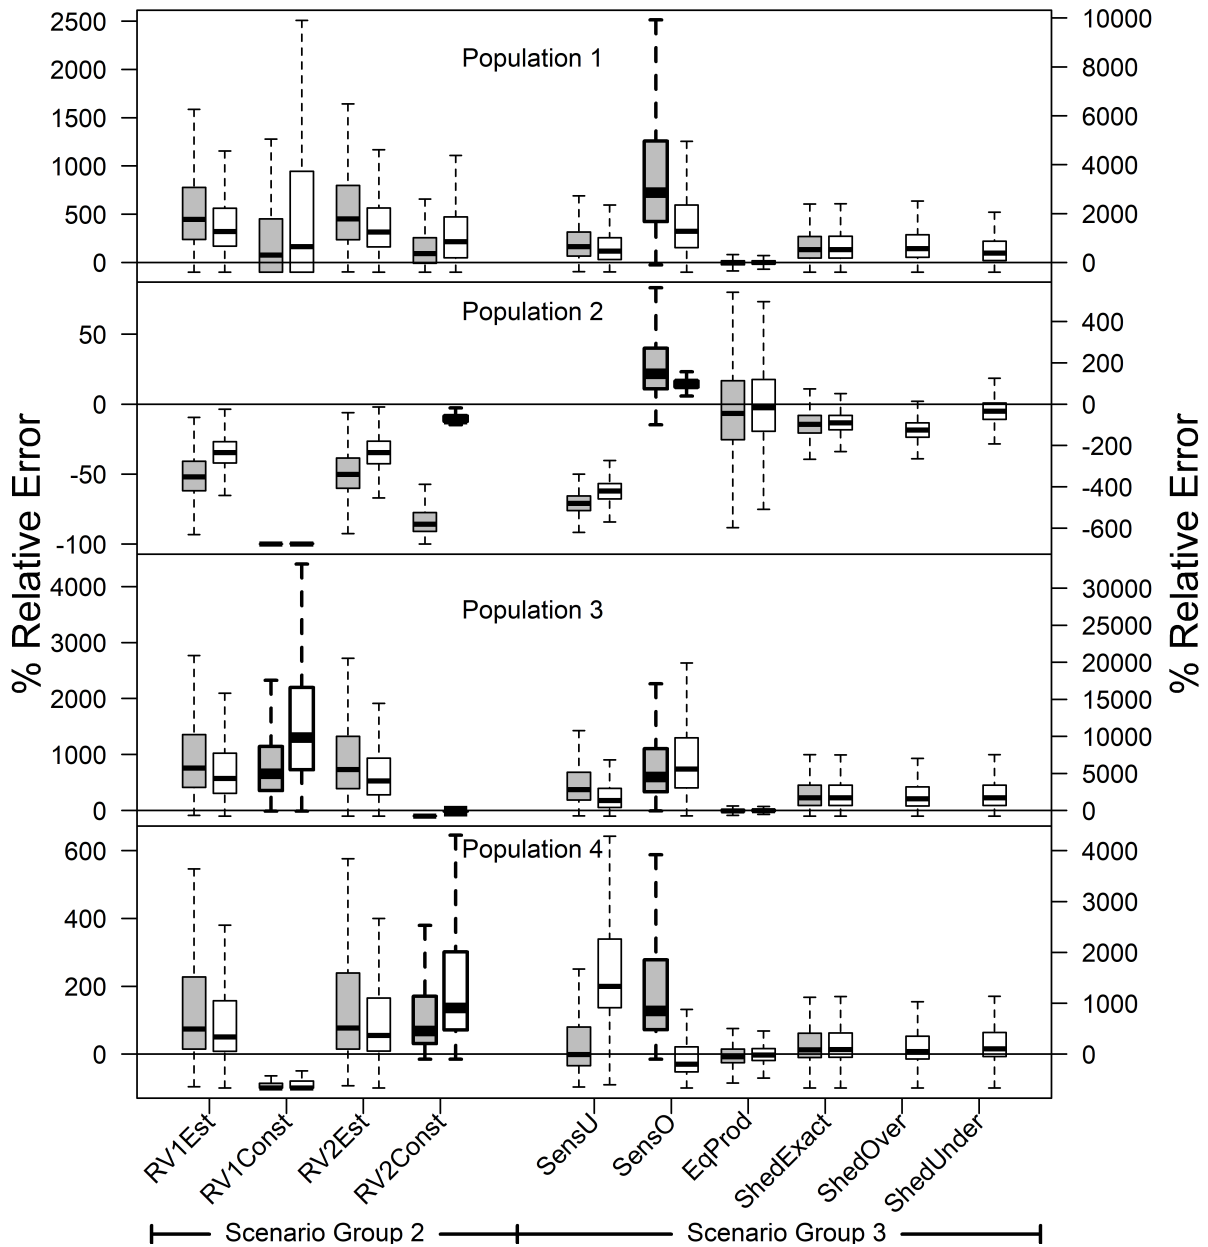 Population 1
2500
2000
1500
1000
500
0
10000
8000
6000
4000
2000
0
Population 2
50
0
-50
-100
400
200
0
-200
-400
-600
Population 3
4000
3000
2000
1000
0
30000
25000
20000
15000
10000
5000
0
Population 4
600
400
200
0
4000
3000
2000
1000
0
% Relative Error
% Relative Error
RV1Est
RV1Const
RV2Est
RV2Const
SensU
SensO
EqProd
ShedExact
ShedOver
ShedUnder
Scenario Group 2
Scenario Group 3